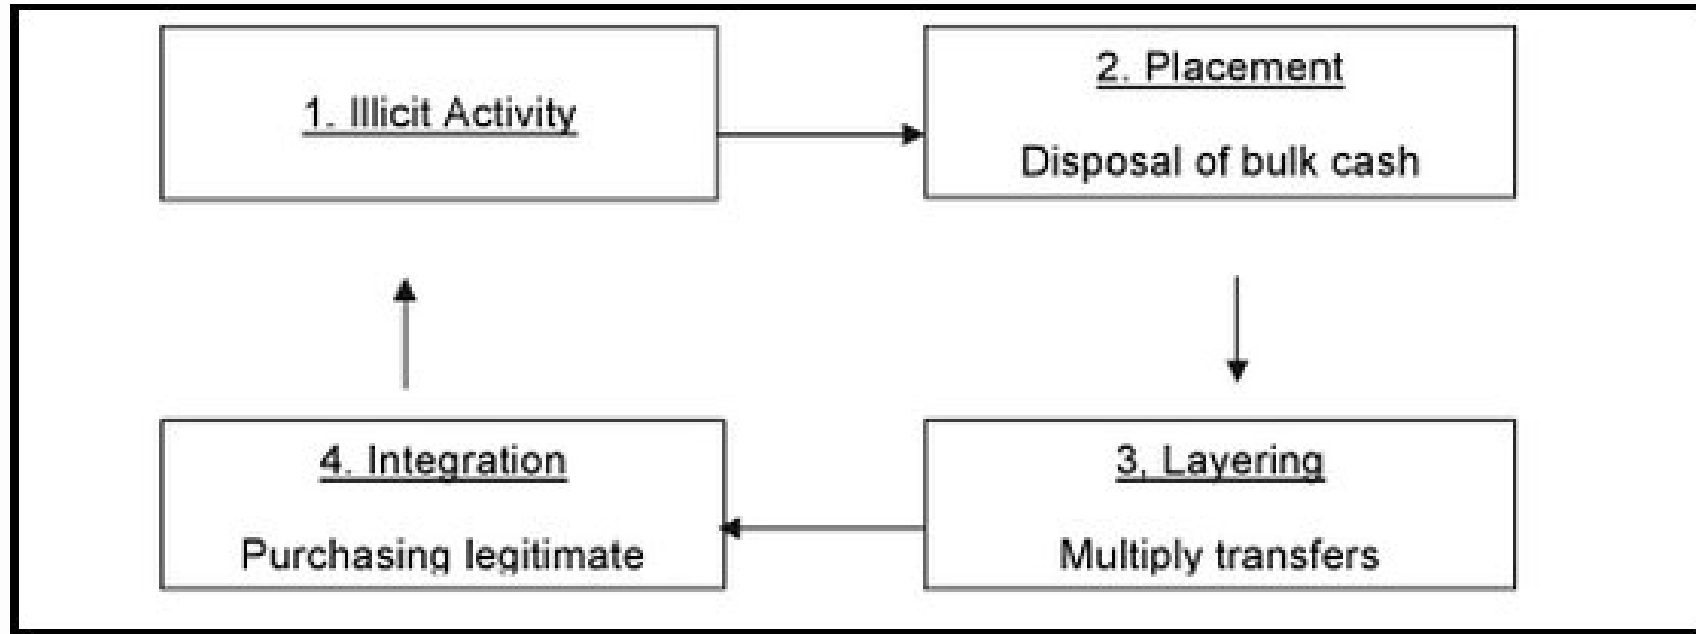 1. Illicit Activity
2. Placement
Disposal of bulk cash
3, Layering
Multiply transfers
4. Integration
Purchasing legitimate